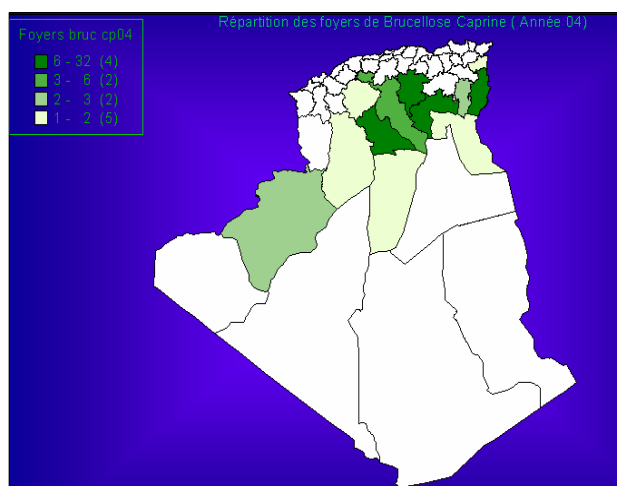 Répartition des foyers de Brucellose Caprine ( Année 04)
Foyers bruc cp04
6 - 32 (4)
3 - 6 (2)
2 - 3 (2)
1 - 2 (5)